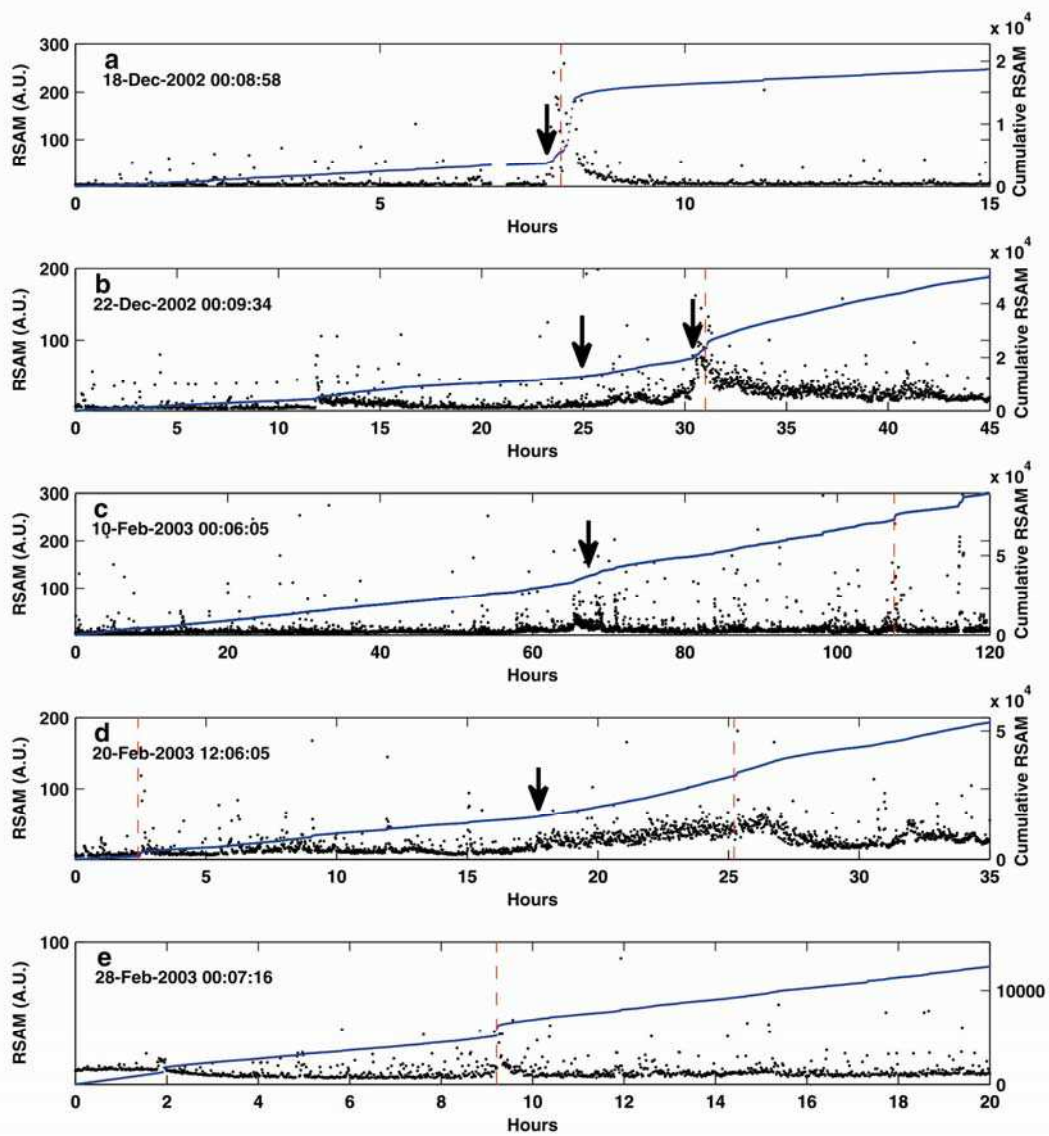 x 10^4
a
18-Dec-2002 00:08:58
300
200
100
0
RSAM (A.U.)
2
1
0
Cumulative RSAM
0 5 10 15
Hours
x 10^4
b
22-Dec-2002 00:09:34
200
100
0
RSAM (A.U.)
4
2
0
Cumulative RSAM
0 5 10 15 20 25 30 35 40 45
Hours
x 10^4
c
10-Feb-2003 00:06:05
300
200
100
0
RSAM (A.U.)
5
0
Cumulative RSAM
0 20 40 60 80 100 120
Hours
x 10^4
d
20-Feb-2003 12:06:05
200
100
0
RSAM (A.U.)
5
0
Cumulative RSAM
0 5 10 15 20 25 30 35
Hours
e
28-Feb-2003 00:07:16
100
0
RSAM (A.U.)
10000
0
0 2 4 6 8 10 12 14 16 18 20
Hours